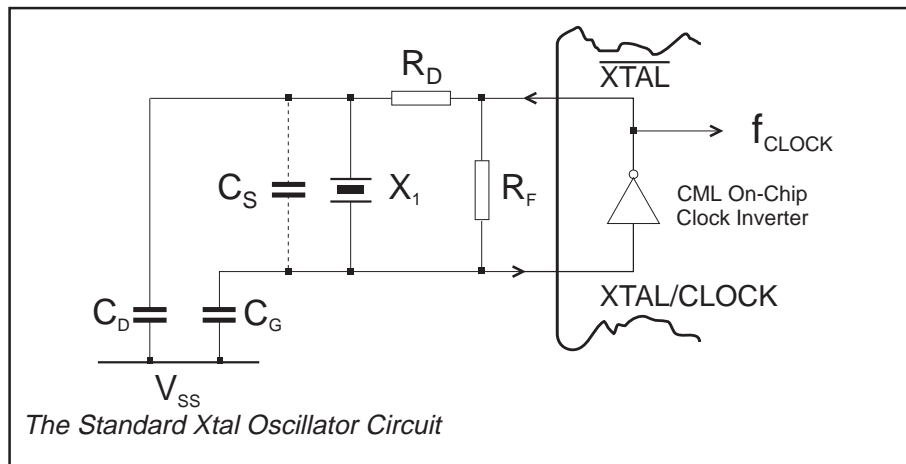 XTAL
R_D
f_CLOCK
C_S
X_1
R_F
CML On-Chip
Clock Inverter
XTAL/CLOCK
C_D
C_G
V_SS
The Standard Xtal Oscillator Circuit